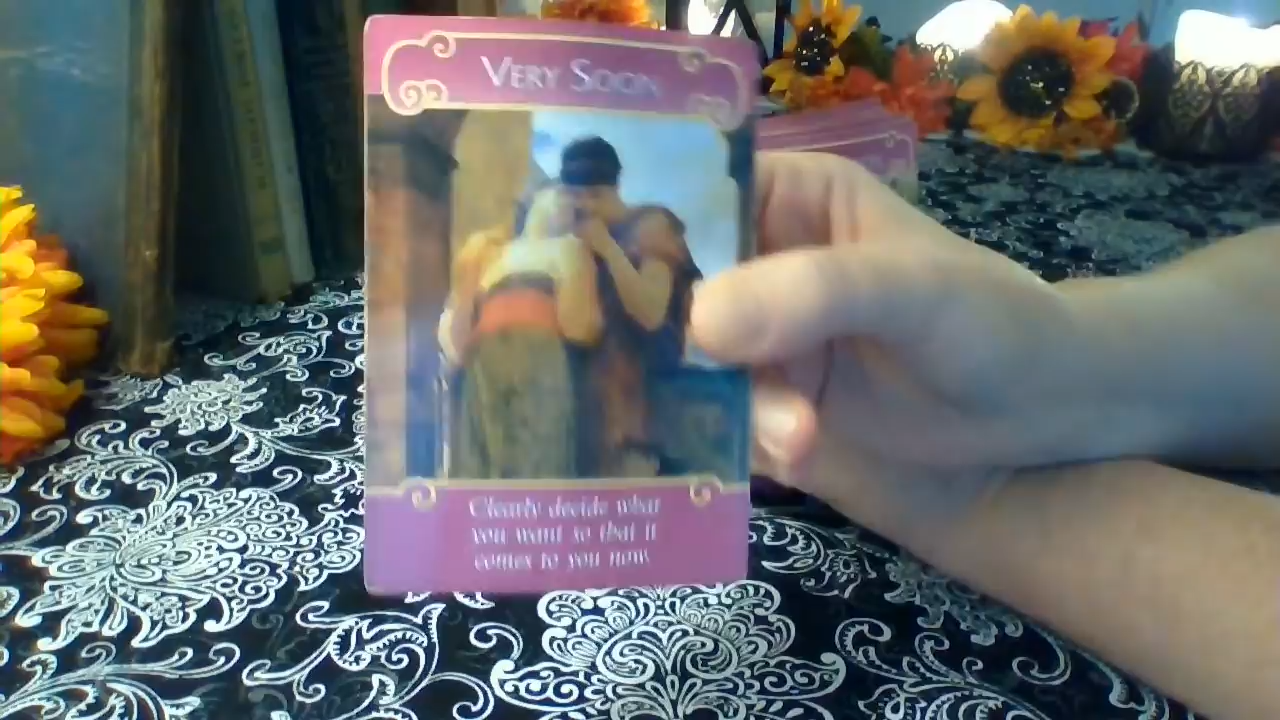 VERY SOON
Clearly decide what
you want so that it
comes to you now.